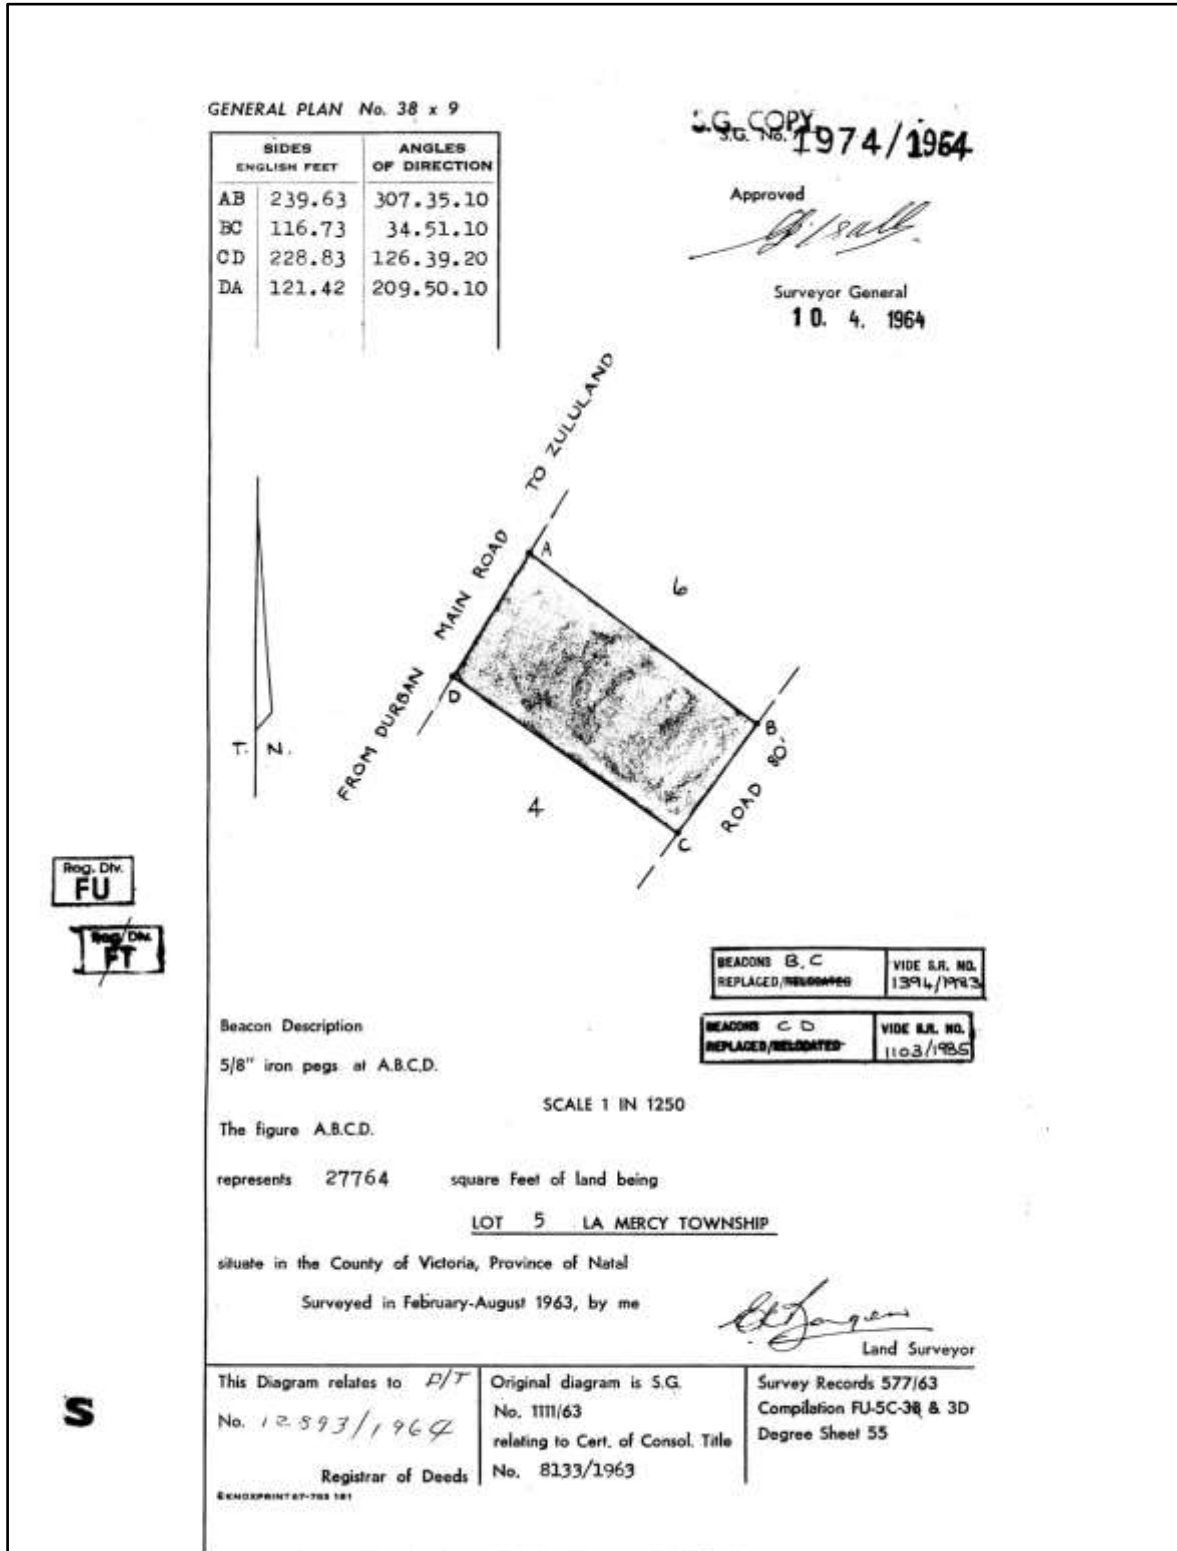 GENERAL PLAN No. 38 x 9
SIDES
ENGLISH FEET
ANGLES
OF DIRECTION
AB 239.63 307.35.10
BC 116.73 34.51.10
CD 228.83 126.39.20
DA 121.42 209.50.10
S.G. COPY
S.G. No. 1974/1964
Approved
Surveyor General
10. 4. 1964
FROM DURBAN MAIN ROAD TO ZULULAND
A
6
D
B
T. N.
ROAD 80'
4
C
Reg. Div.
FU
Reg. Div.
FT
BEACONS B, C
REPLACED/RELOCATED
VIDE S.R. NO.
1394/1983
BEACONS C D
REPLACED/RELOCATED
VIDE S.R. NO.
1103/1985
Beacon Description
5/8" iron pegs at A.B.C.D.
SCALE 1 IN 1250
The figure A.B.C.D.
represents 27764 square Feet of land being
LOT 5 LA MERCY TOWNSHIP
situate in the County of Victoria, Province of Natal
Surveyed in February-August 1963, by me
Land Surveyor
This Diagram relates to D/T
No. 12893/1964
Registrar of Deeds
Original diagram is S.G.
No. 1111/63
relating to Cert. of Consol. Title
No. 8133/1963
Survey Records 577/63
Compilation FU-5C-3B & 3D
Degree Sheet 55
S